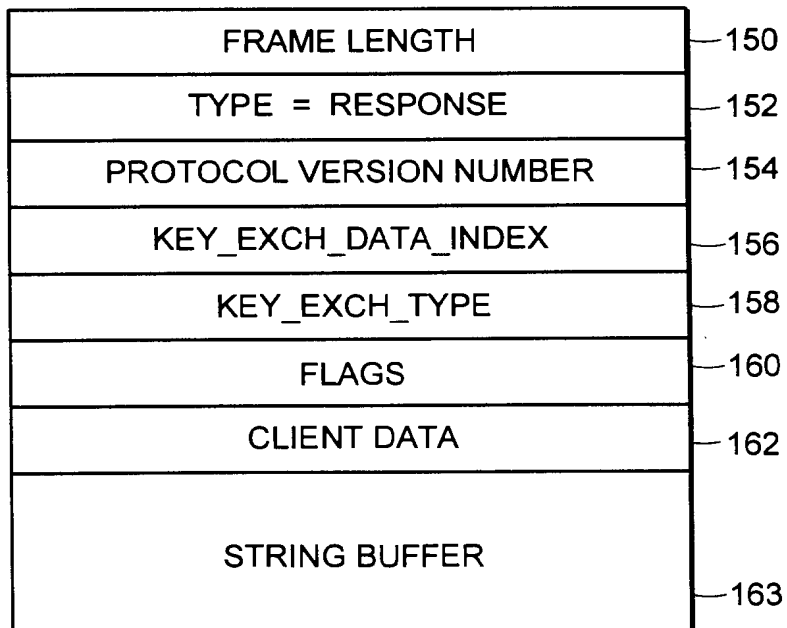 FRAME LENGTH 150
TYPE = RESPONSE 152
PROTOCOL VERSION NUMBER 154
KEY_EXCH_DATA_INDEX 156
KEY_EXCH_TYPE 158
FLAGS 160
CLIENT DATA 162
STRING BUFFER
163